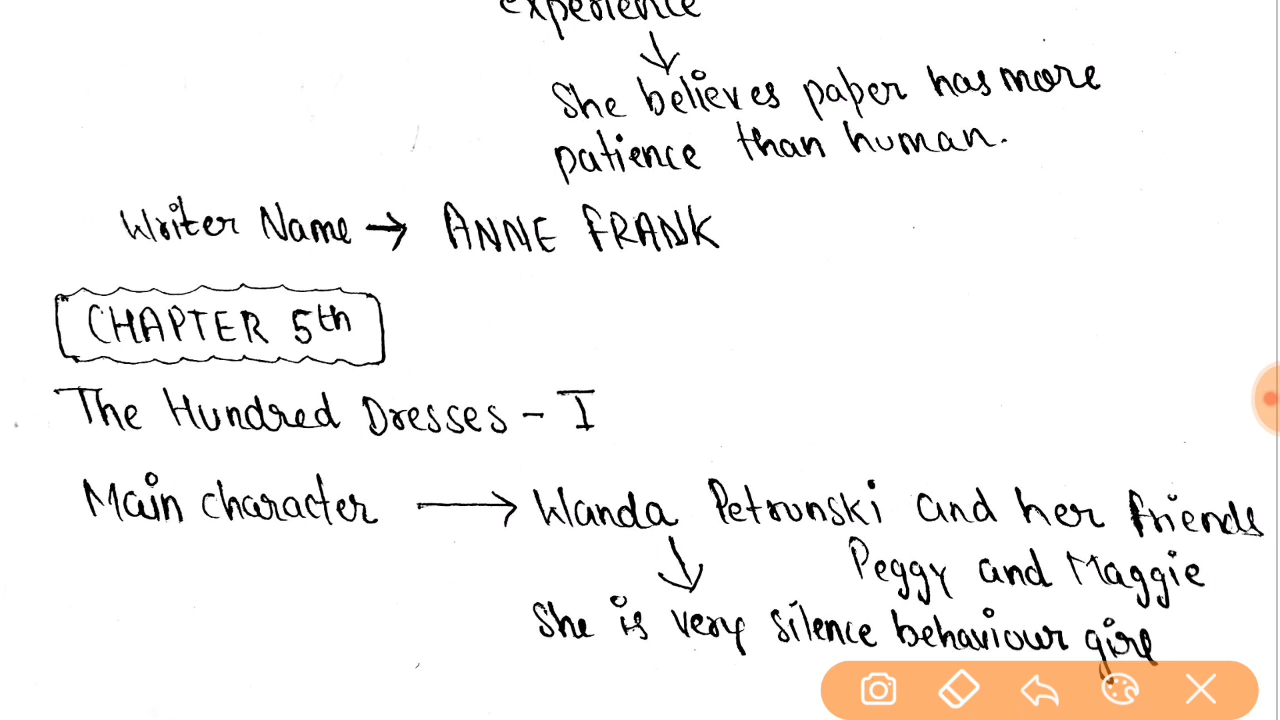 experience
She believes paper has more
patience than human.
Writer Name → ANNE FRANK
CHAPTER 5th
The Hundred Dresses - I
Main character → Wanda Petronski and her friends
Peggy and Maggie
She is very silence behaviour girl